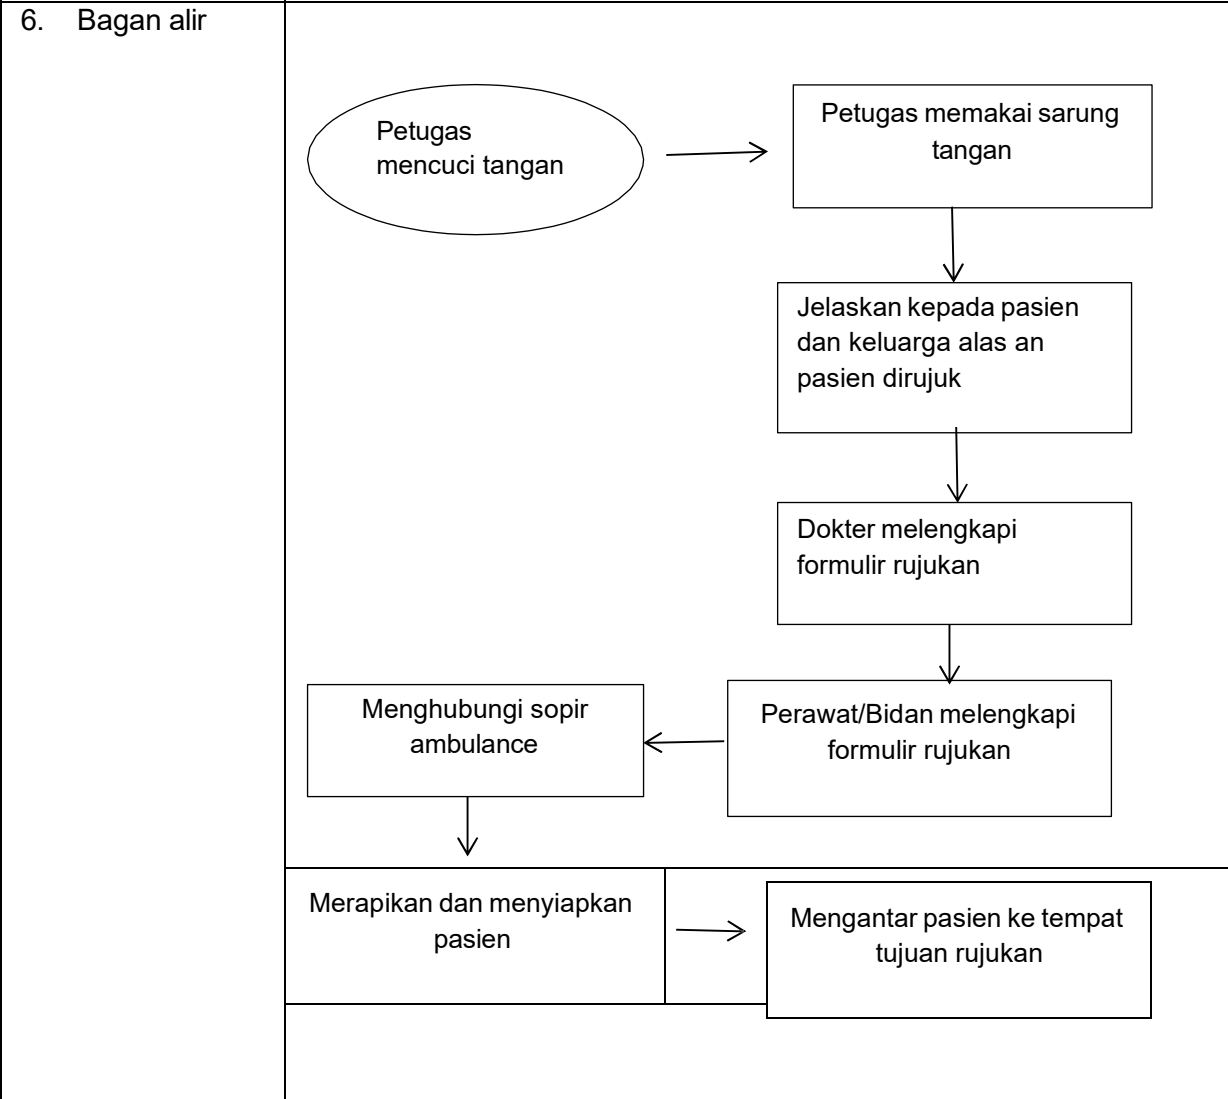 6. Bagan alir
Petugas
mencuci tangan
Petugas memakai sarung
tangan
Jelaskan kepada pasien
dan keluarga alas an
pasien dirujuk
Dokter melengkapi
formulir rujukan
Perawat/Bidan melengkapi
formulir rujukan
Menghubungi sopir
ambulance
Merapikan dan menyiapkan
pasien
Mengantar pasien ke tempat
tujuan rujukan